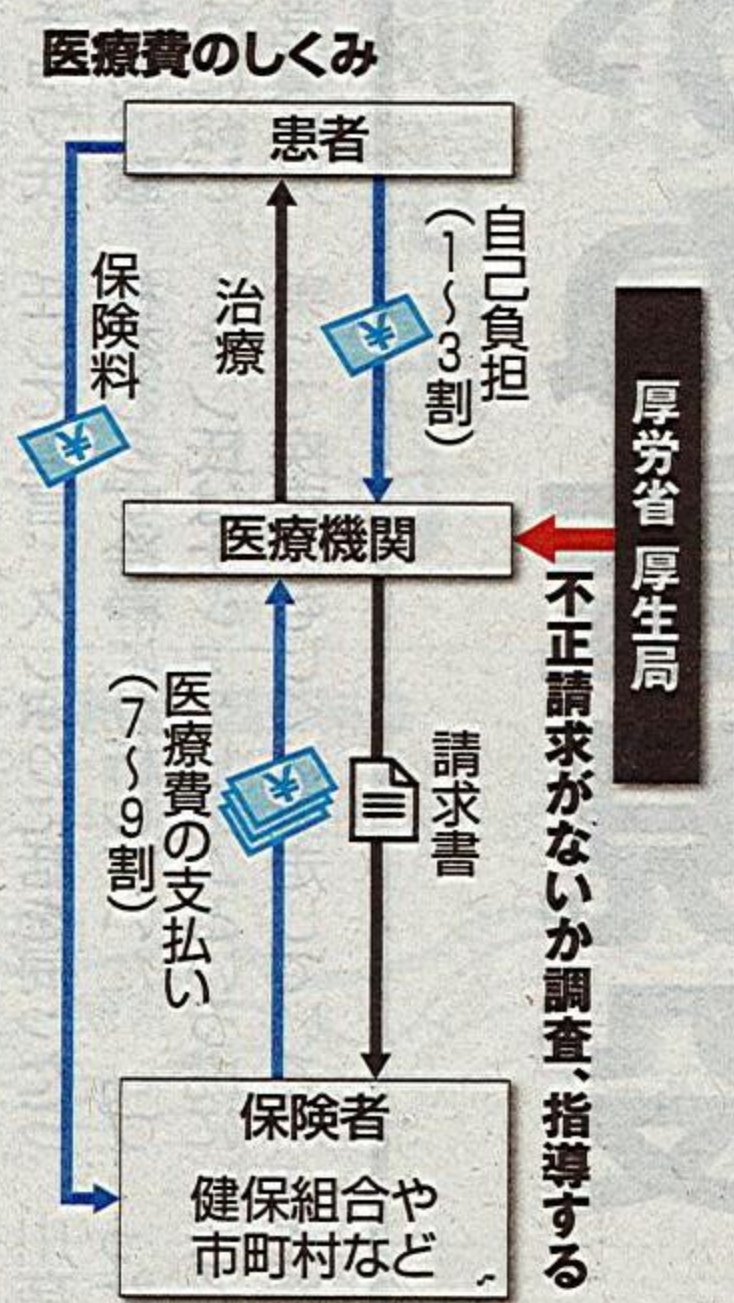 医療費のしくみ
患者
自己負担
(1〜3割)
治療
保険料
医療機関
厚労省 厚生局
不正請求がないか調査、指導する
請求書
医療費の支払い
(7〜9割)
保険者
健保組合や
市町村など